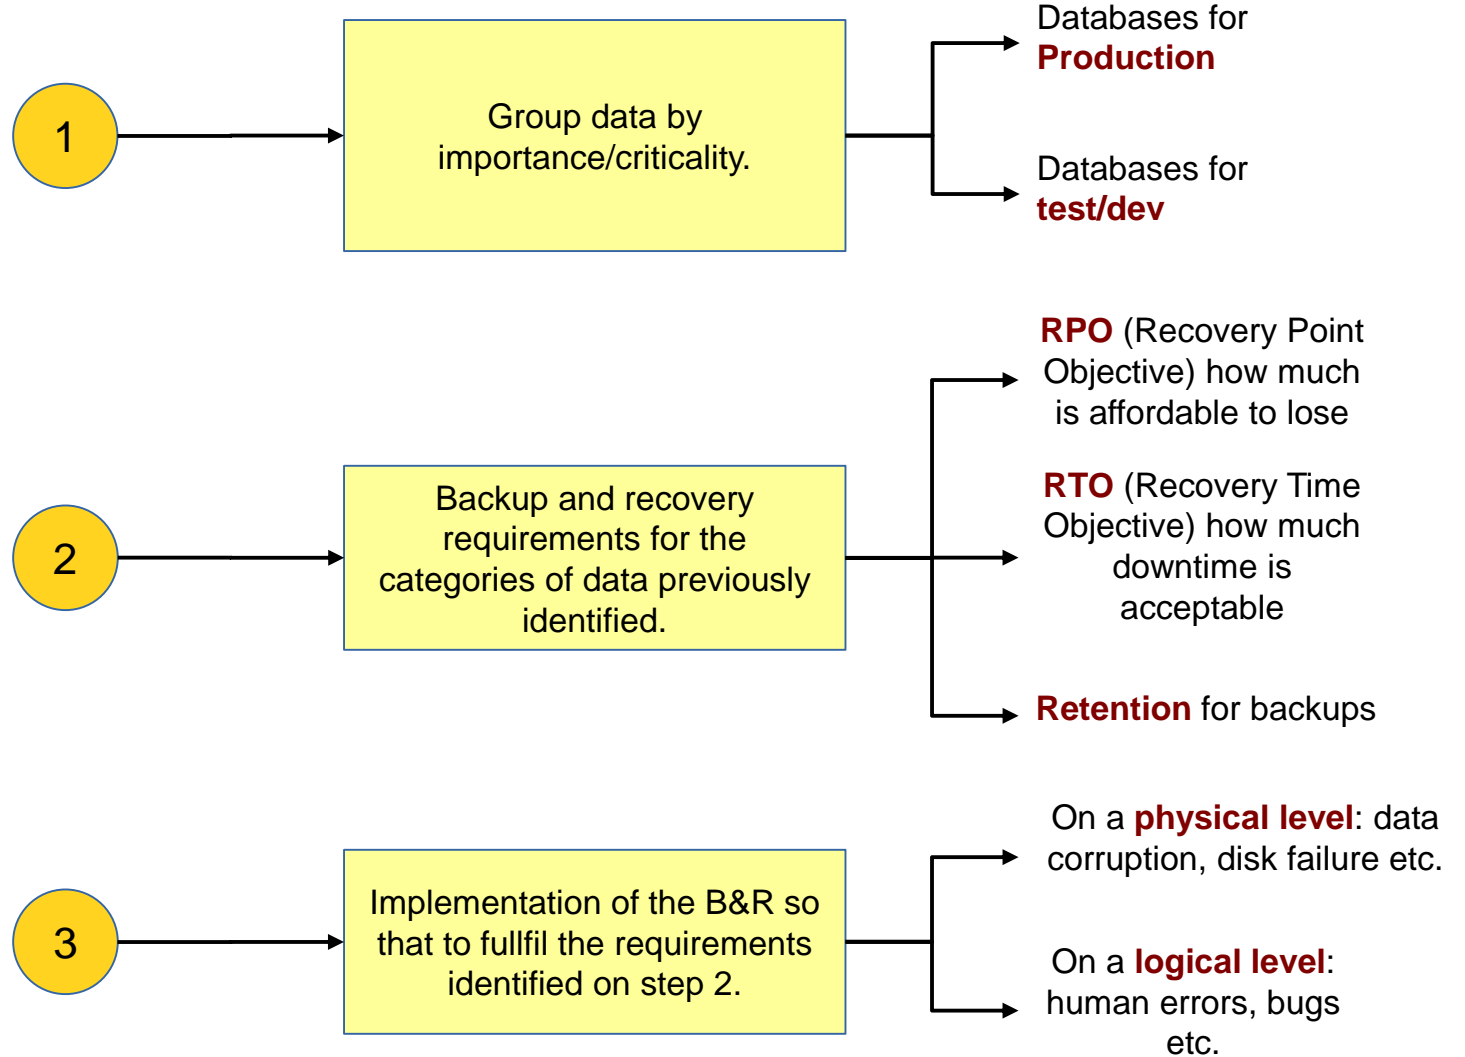 1
Group data by
importance/criticality.
Databases for
Production
Databases for
test/dev
2
Backup and recovery
requirements for the
categories of data previously
identified.
RPO (Recovery Point
Objective) how much
is affordable to lose
RTO (Recovery Time
Objective) how much
downtime is
acceptable
Retention for backups
3
Implementation of the B&R so
that to fullfil the requirements
identified on step 2.
On a physical level: data
corruption, disk failure etc.
On a logical level:
human errors, bugs
etc.